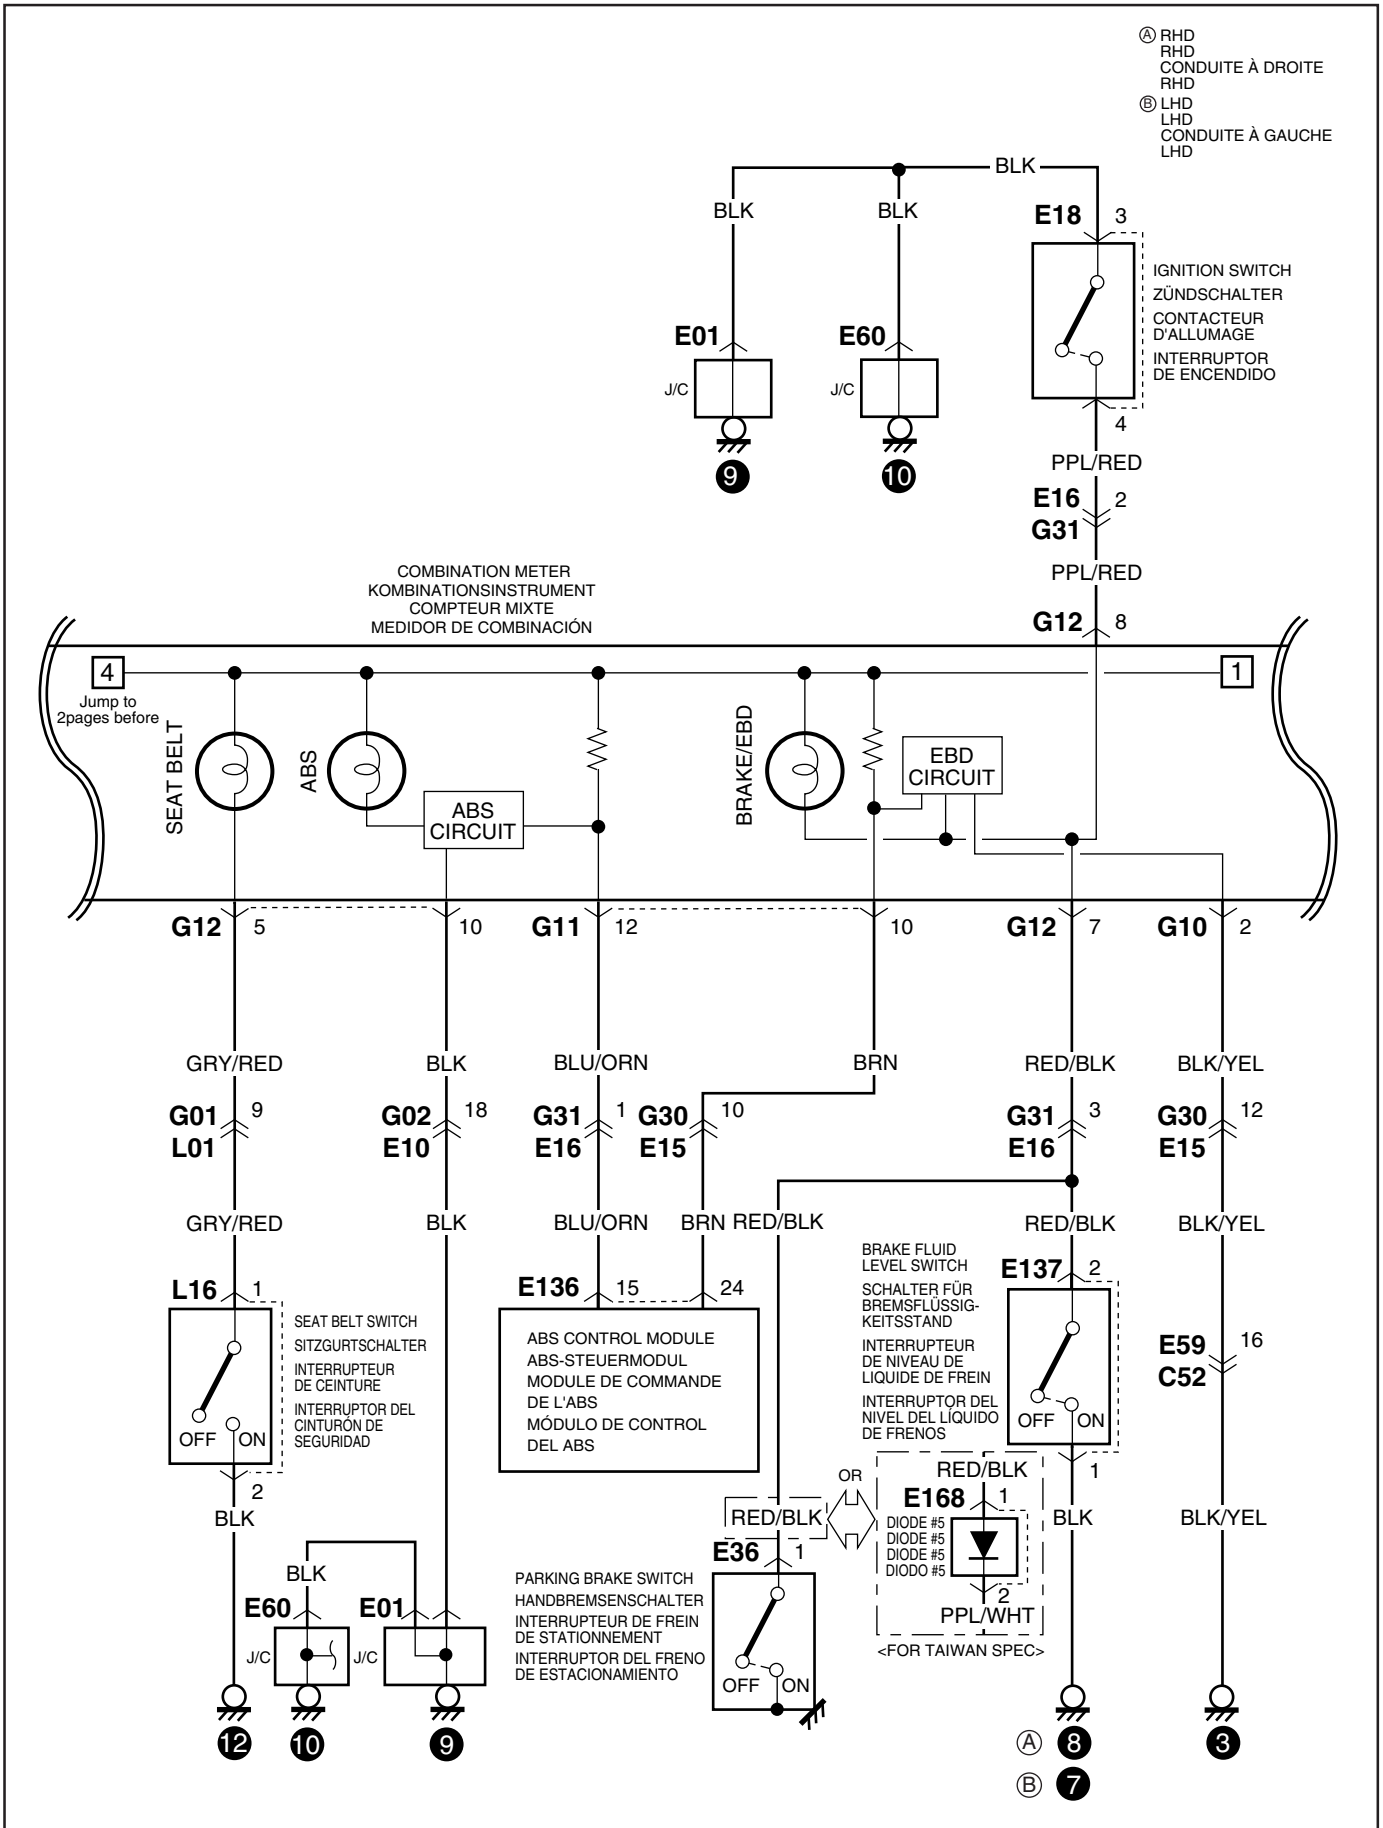 Ⓐ RHD
RHD
CONDUITE À DROITE
RHD
Ⓑ LHD
LHD
CONDUITE À GAUCHE
LHD
BLK
BLK
BLK
E18 3
IGNITION SWITCH
ZÜNDSCHALTER
CONTACTEUR
D'ALLUMAGE
INTERRUPTOR
DE ENCENDIDO
E01
E60
J/C
J/C
4
9
10
PPL/RED
E16 2
G31
PPL/RED
G12 8
COMBINATION METER
KOMBINATIONSINSTRUMENT
COMPTEUR MIXTE
MEDIDOR DE COMBINACIÓN
4
1
Jump to
2pages before
SEAT BELT
ABS
BRAKE/EBD
ABS
CIRCUIT
EBD
CIRCUIT
G12 5
10
G11 12
10
G12 7
G10 2
GRY/RED
BLK
BLU/ORN
BRN
RED/BLK
BLK/YEL
G01 9
L01
G02 18
E10
G31 1
E16
G30 10
E15
G31 3
E16
G30 12
E15
GRY/RED
BLK
BLU/ORN
BRN
RED/BLK
RED/BLK
BLK/YEL
L16 1
SEAT BELT SWITCH
SITZGURTSCHALTER
INTERRUPTEUR
DE CEINTURE
INTERRUPTOR DEL
CINTURÓN DE
SEGURIDAD
OFF
ON
2
BLK
E136 15
24
ABS CONTROL MODULE
ABS-STEUERMODUL
MODULE DE COMMANDE
DE L'ABS
MÓDULO DE CONTROL
DEL ABS
BRAKE FLUID
LEVEL SWITCH
SCHALTER FÜR
BREMSFLÜSSIG-
KEITSSTAND
INTERRUPTEUR
DE NIVEAU DE
LIQUIDE DE FREIN
INTERRUPTOR DEL
NIVEL DEL LÍQUIDO
DE FRENOS
E137 2
OFF
ON
1
BLK
E59 16
C52
BLK/YEL
OR
RED/BLK
E168 1
DIODE #5
DIODE #5
DIODE #5
DIODO #5
2
PPL/WHT
<FOR TAIWAN SPEC>
RED/BLK
E36 1
PARKING BRAKE SWITCH
HANDBREMSENSCHALTER
INTERRUPTEUR DE FREIN
DE STATIONNEMENT
INTERRUPTOR DEL FRENO
DE ESTACIONAMIENTO
OFF
ON
BLK
E60
E01
J/C
J/C
12
10
9
Ⓐ 8
Ⓑ 7
3